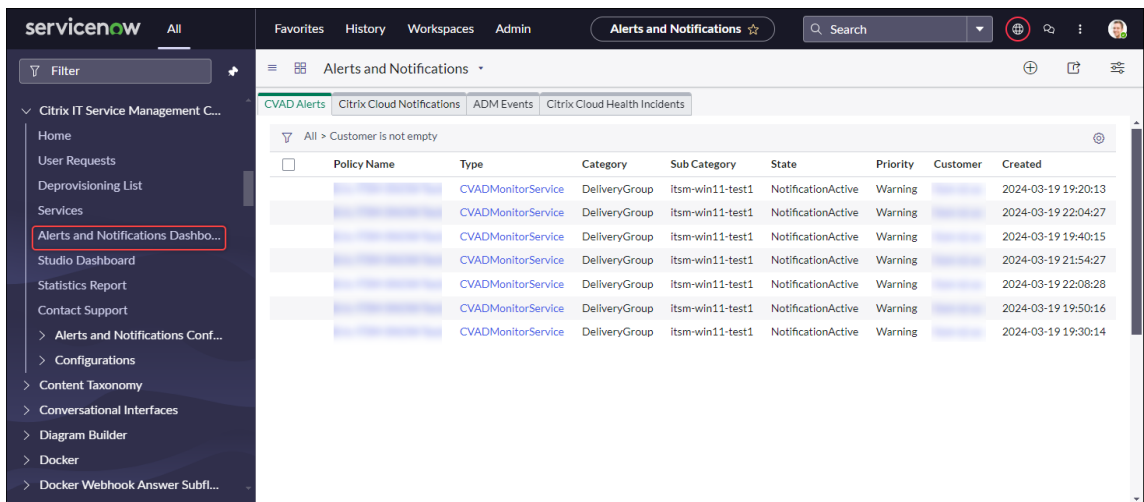 servicenow All Favorites History Workspaces Admin Alerts and Notifications Search
Filter
Alerts and Notifications
Citrix IT Service Management C...
Home
User Requests
Deprovisioning List
Services
Alerts and Notifications Dashbo...
Studio Dashboard
Statistics Report
Contact Support
Alerts and Notifications Conf...
Configurations
Content Taxonomy
Conversational Interfaces
Diagram Builder
Docker
Docker Webhook Answer Subfl...
CVAD Alerts Citrix Cloud Notifications ADM Events Citrix Cloud Health Incidents
All > Customer is not empty
Policy Name Type Category Sub Category State Priority Customer Created
CVADMonitorService DeliveryGroup itsm-win11-test1 NotificationActive Warning 2024-03-19 19:20:13
CVADMonitorService DeliveryGroup itsm-win11-test1 NotificationActive Warning 2024-03-19 22:04:27
CVADMonitorService DeliveryGroup itsm-win11-test1 NotificationActive Warning 2024-03-19 19:40:15
CVADMonitorService DeliveryGroup itsm-win11-test1 NotificationActive Warning 2024-03-19 21:54:27
CVADMonitorService DeliveryGroup itsm-win11-test1 NotificationActive Warning 2024-03-19 22:08:28
CVADMonitorService DeliveryGroup itsm-win11-test1 NotificationActive Warning 2024-03-19 19:50:16
CVADMonitorService DeliveryGroup itsm-win11-test1 NotificationActive Warning 2024-03-19 19:30:14